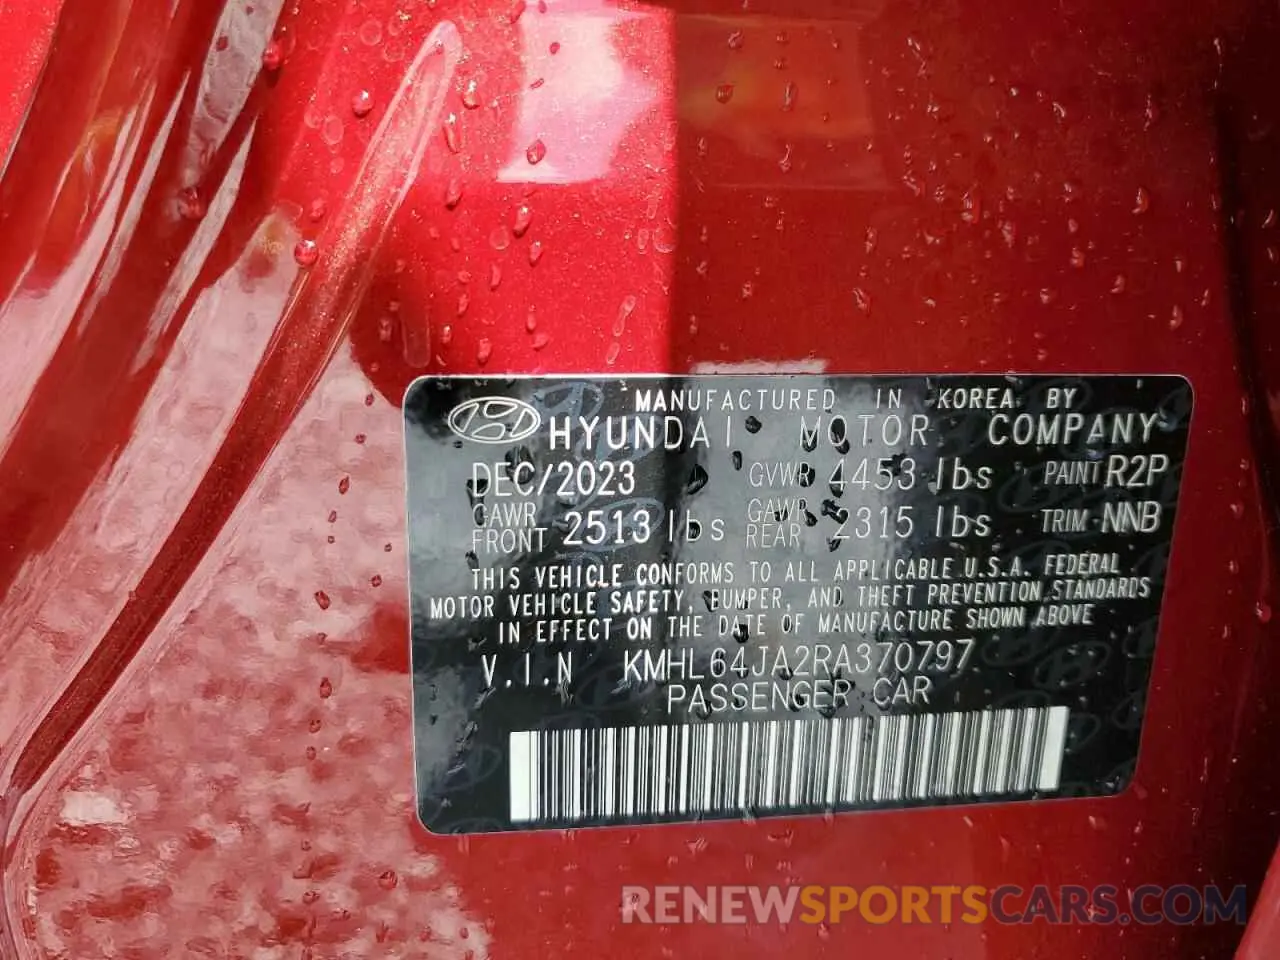 MANUFACTURED IN KOREA BY
HYUNDAI MOTOR COMPANY
DEC/2023 GVWR 4453 lbs PAINT R2P
GAWR FRONT 2513 lbs GAWR REAR 2315 lbs TRIM NNB
THIS VEHICLE CONFORMS TO ALL APPLICABLE U.S.A. FEDERAL
MOTOR VEHICLE SAFETY, BUMPER, AND THEFT PREVENTION STANDARDS
IN EFFECT ON THE DATE OF MANUFACTURE SHOWN ABOVE
V.I.N KMHL64JA2RA370797
PASSENGER CAR
RENEWSPORTSCARS.COM